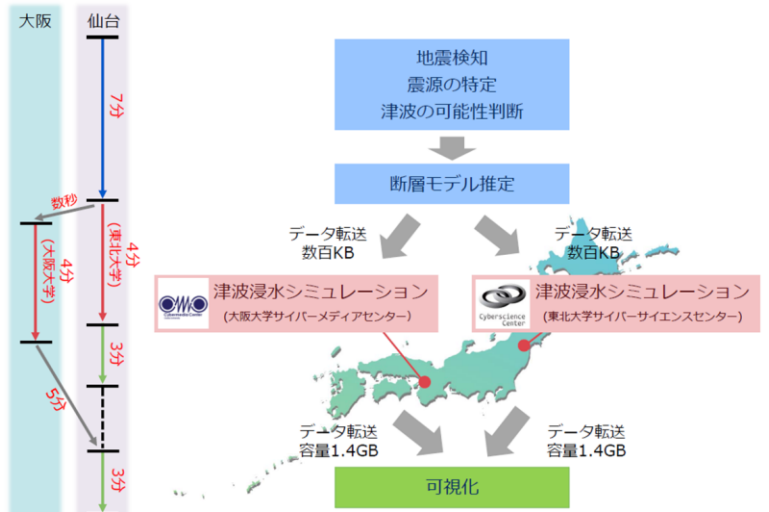 大阪
仙台
7分
数秒
4分
(東北大学)
4分
(大阪大学)
3分
5分
3分
地震検知
震源の特定
津波の可能性判断
断層モデル推定
データ転送
数百KB
データ転送
数百KB
津波浸水シミュレーション
(大阪大学サイバーメディアセンター)
Cyberscience
Center
津波浸水シミュレーション
(東北大学サイバーサイエンスセンター)
データ転送
容量1.4GB
データ転送
容量1.4GB
可視化